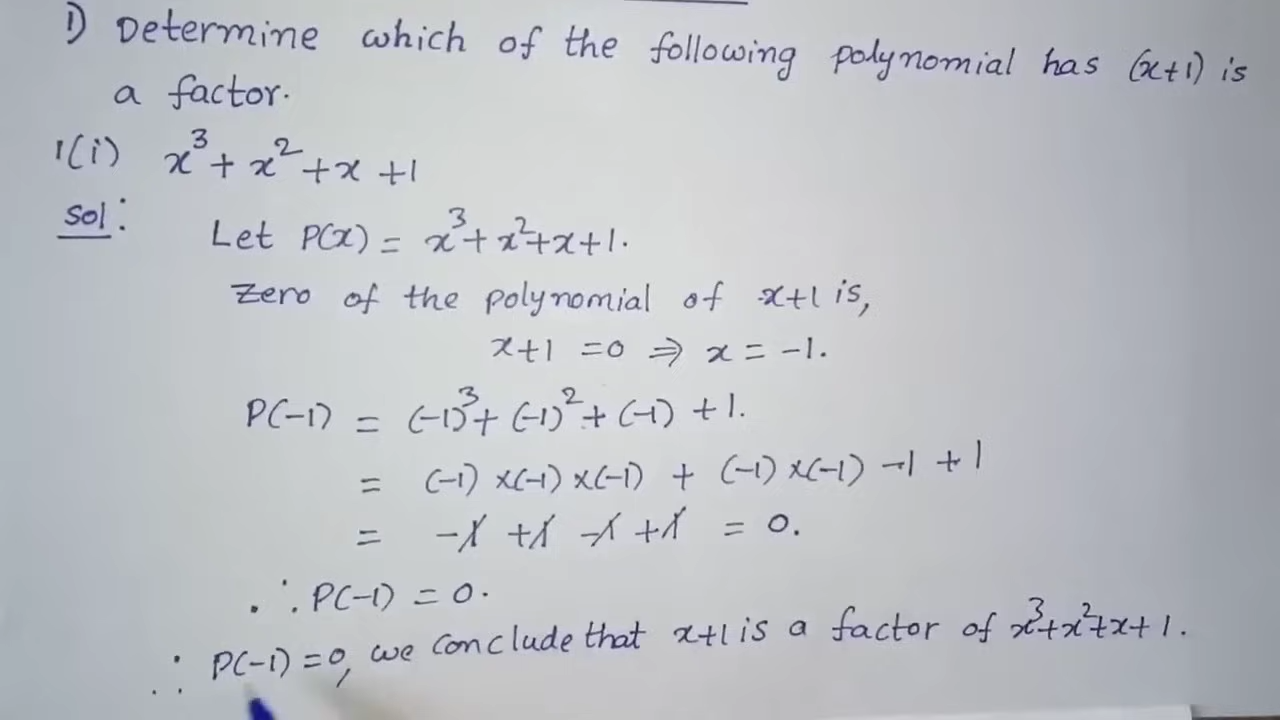 1) Determine which of the following polynomial has (x+1) is
a factor.
1(i) x³ + x² + x + 1
Sol:
Let P(x) = x³ + x² + x + 1.
Zero of the polynomial of x+1 is,
x+1 = 0 ⇒ x = -1.
P(-1) = (-1)³ + (-1)² + (-1) + 1.
= (-1) x(-1) x(-1) + (-1) x(-1) -1 + 1
= -1 +1 -1 +1 = 0.
∴ P(-1) = 0.
∴ P(-1) = 0, we conclude that x+1 is a factor of x³+x²+x+1.